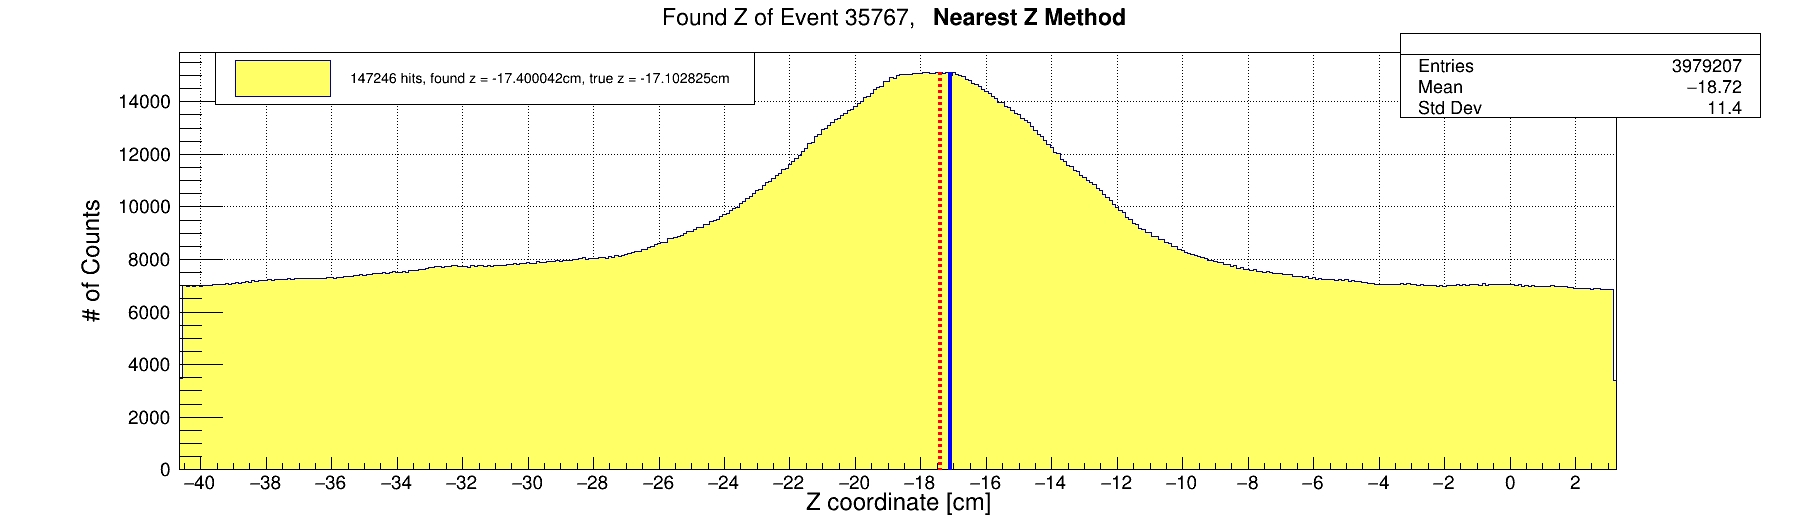 Found Z of Event 35767, Nearest Z Method
147246 hits, found z = -17.400042cm, true z = -17.102825cm
Entries 3979207
Mean −18.72
Std Dev 11.4
# of Counts
14000
12000
10000
8000
6000
4000
2000
0
−40 −38 −36 −34 −32 −30 −28 −26 −24 −22 −20 −18 −16 −14 −12 −10 −8 −6 −4 −2 0 2
Z coordinate [cm]